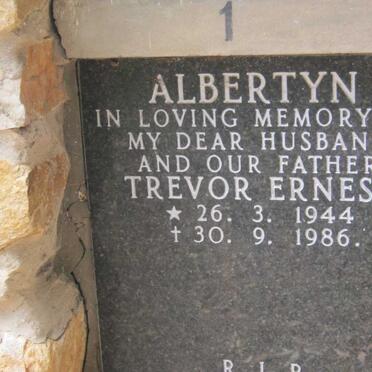 1
ALBERTYN
IN LOVING MEMORY
MY DEAR HUSBAN
AND OUR FATHER
TREVOR ERNES
★ 26. 3. 1944
† 30. 9. 1986.
R.I.P.